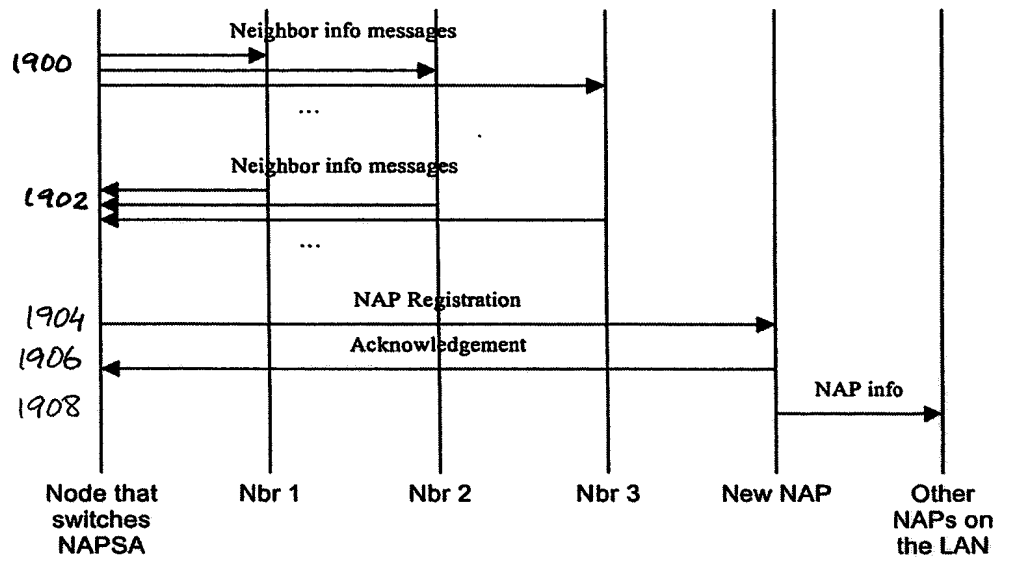 Neighbor info messages
1900
...
Neighbor info messages
1902
...
NAP Registration
1904
Acknowledgement
1906
NAP info
1908
Node that
switches
NAPSA
Nbr 1
Nbr 2
Nbr 3
New NAP
Other
NAPs on
the LAN